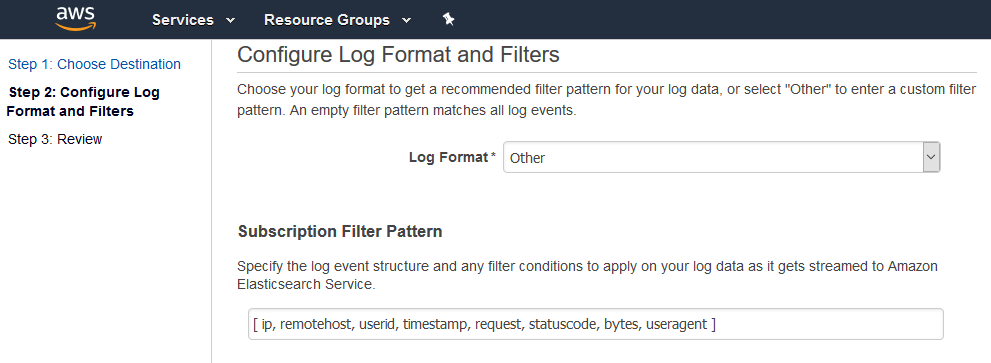 aws
Services
Resource Groups
Step 1: Choose Destination
Step 2: Configure Log
Format and Filters
Step 3: Review
Configure Log Format and Filters
Choose your log format to get a recommended filter pattern for your log data, or select "Other" to enter a custom filter
pattern. An empty filter pattern matches all log events.
Log Format* Other
Subscription Filter Pattern
Specify the log event structure and any filter conditions to apply on your log data as it gets streamed to Amazon
Elasticsearch Service.
[ ip, remotehost, userid, timestamp, request, statuscode, bytes, useragent ]